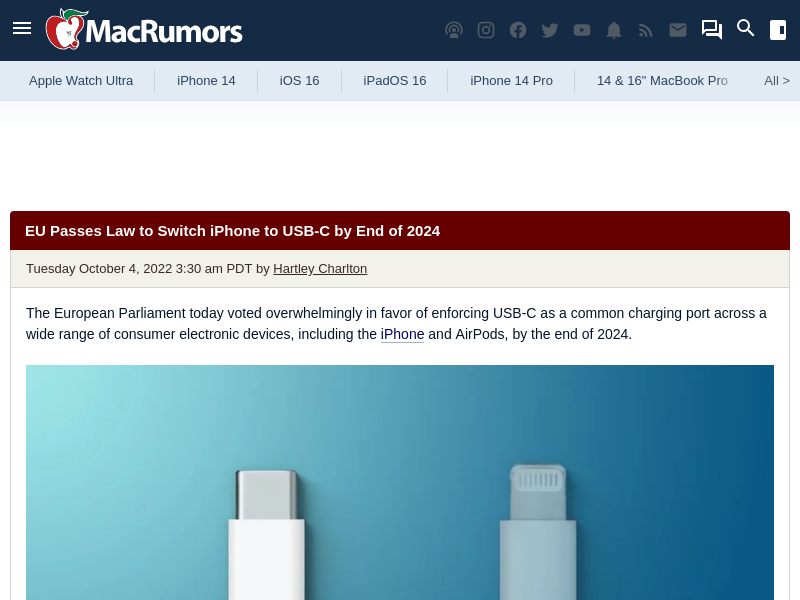 MacRumors
Apple Watch Ultra iPhone 14 iOS 16 iPadOS 16 iPhone 14 Pro 14 & 16" MacBook Pro All >
EU Passes Law to Switch iPhone to USB-C by End of 2024
Tuesday October 4, 2022 3:30 am PDT by Hartley Charlton
The European Parliament today voted overwhelmingly in favor of enforcing USB-C as a common charging port across a
wide range of consumer electronic devices, including the iPhone and AirPods, by the end of 2024.